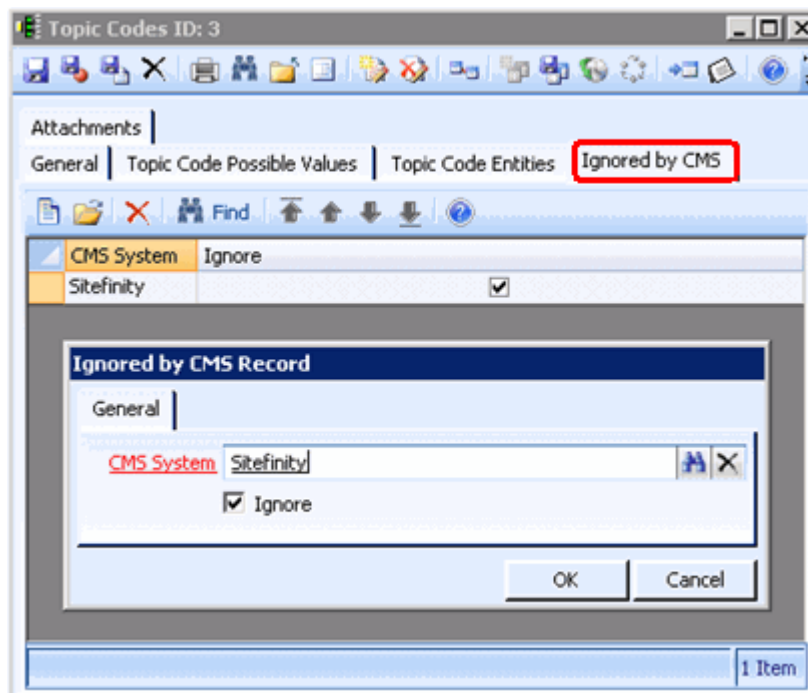 Topic Codes ID: 3
Attachments
General Topic Code Possible Values Topic Code Entities Ignored by CMS
Find
CMS System Ignore
Sitefinity
Ignored by CMS Record
General
CMS System Sitefinity
Ignore
OK Cancel
1 Item